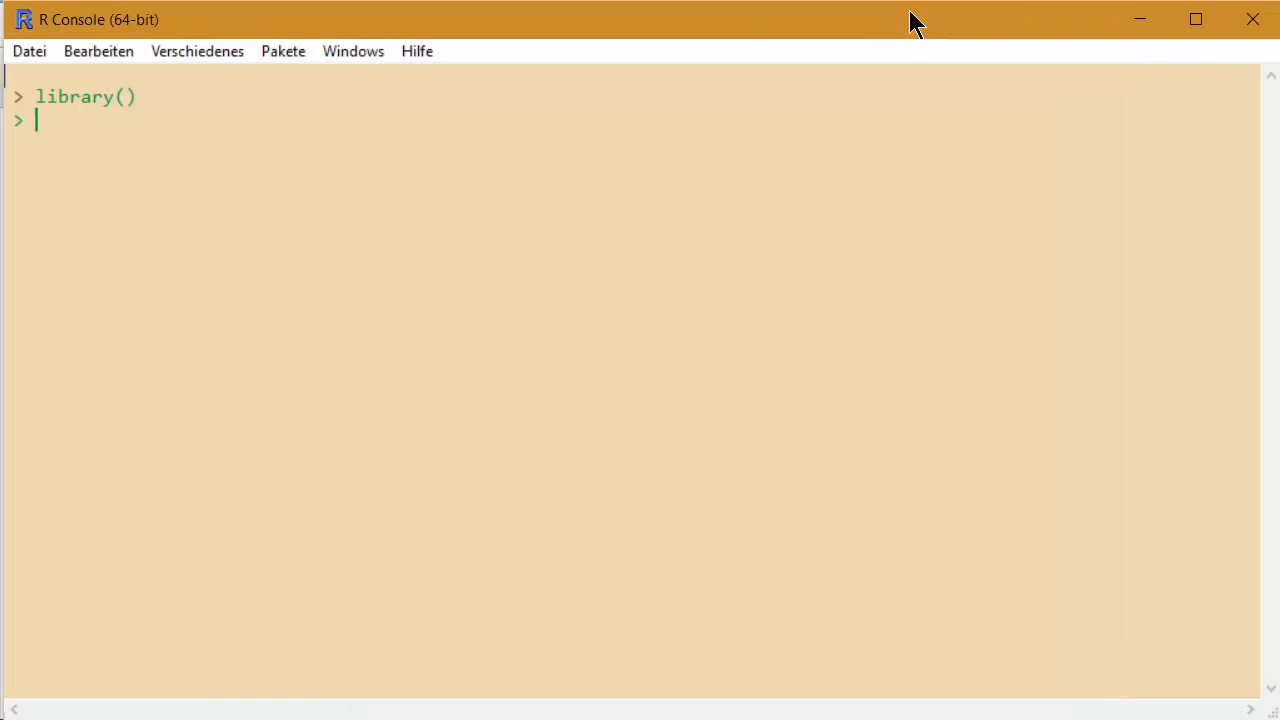 R Console (64-bit)
Datei Bearbeiten Verschiedenes Pakete Windows Hilfe
> library()
>